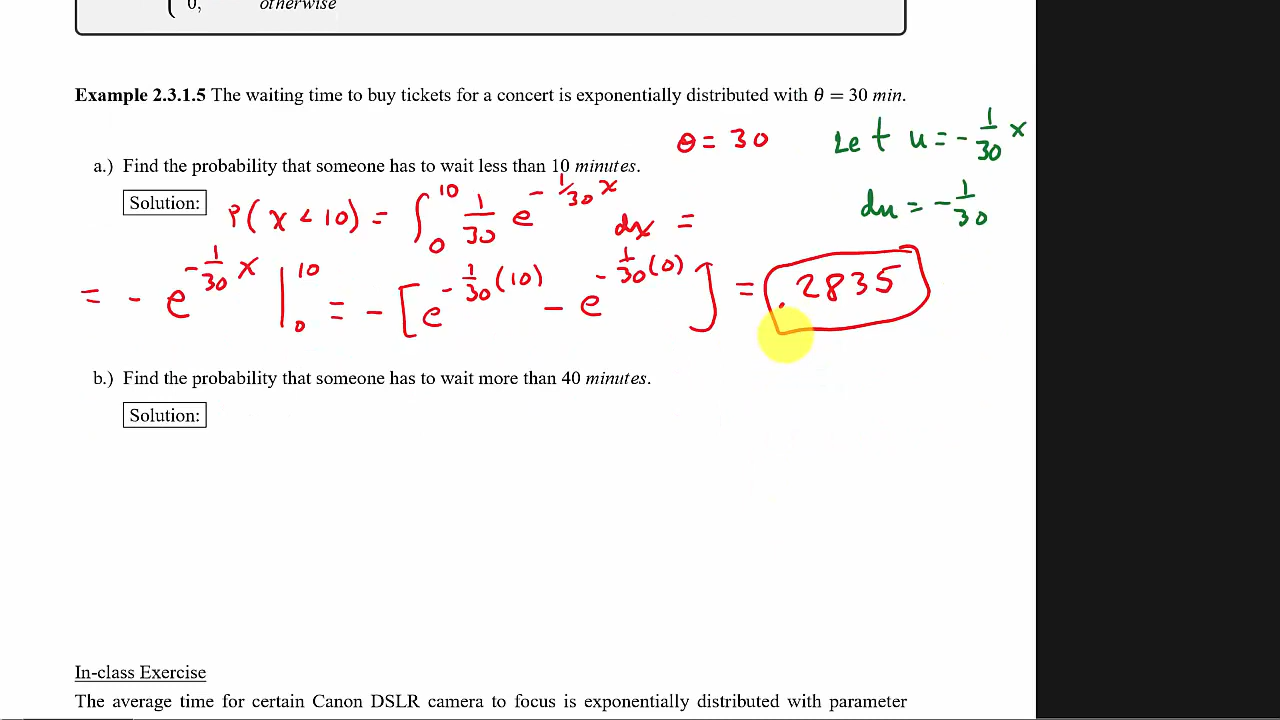 0, otherwise
Example 2.3.1.5 The waiting time to buy tickets for a concert is exponentially distributed with θ = 30 min.
θ = 30
Let u = -1/30 x
a.) Find the probability that someone has to wait less than 10 minutes.
Solution: P(x < 10) = ∫_0^10 1/30 e^{-1/30 x} dx =
du = -1/30
= - e^{-1/30 x} |_0^10 = - [e^{-1/30 (10)} - e^{-1/30 (0)}] = .2835
b.) Find the probability that someone has to wait more than 40 minutes.
Solution:
In-class Exercise
The average time for certain Canon DSLR camera to focus is exponentially distributed with parameter